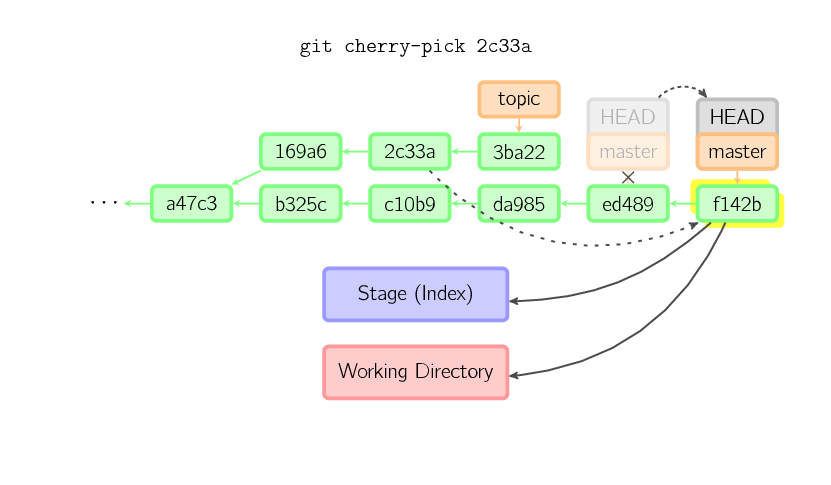 git cherry-pick 2c33a
topic
HEAD
HEAD
169a6
2c33a
3ba22
master
master
···
a47c3
b325c
c10b9
da985
ed489
f142b
Stage (Index)
Working Directory